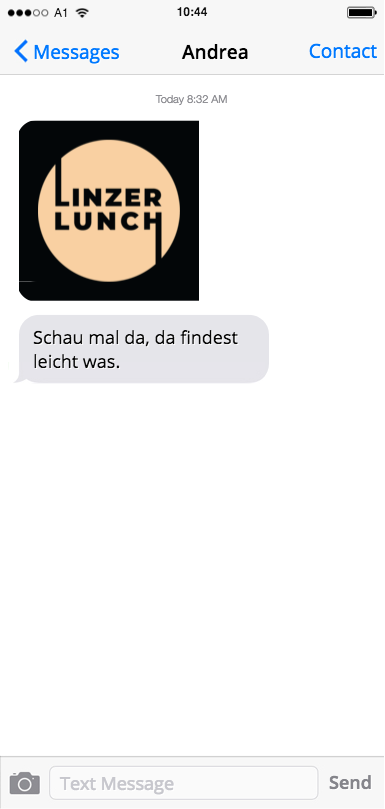 A1 10:44
Messages Andrea Contact
Today 8:32 AM
LINZER
LUNCH
Schau mal da, da findest
leicht was.
Text Message Send